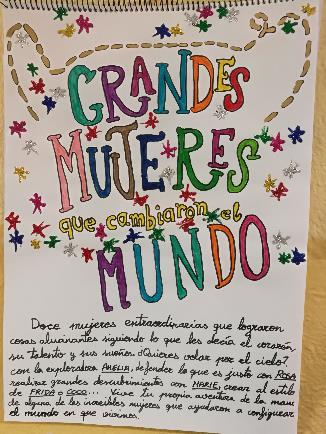 GRANDES
MUJERES
que cambiaron el
MUNDO
Doce mujeres extraordinarias que lograron
cosas alucinantes siguiendo lo que les decía el corazón,
su talento y sus sueños. ¿Quieres volar por el cielo?
con la exploradora AMELIA, defender lo que es justo con ROSA
realizar grandes descubrimientos con MARIE, crear al estilo
de FRIDA o COCO... Vive tu propia aventura de la mano
de alguna de las increíbles mujeres que ayudaron a configurar
el mundo en que vivimos.